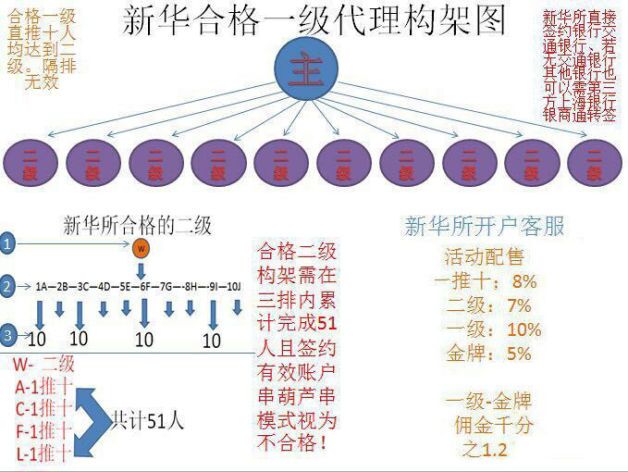 新华合格一级代理构架图
合格一级
直推十人
均达到二
级。隔排
无效
新华所直接
签约银行交
通银行、若
无交通银行
其他银行也
可以需第三
方上海银行
银商通转签
主
二级
二级
二级
二级
二级
二级
二级
二级
二级
二级
新华所合格的二级
1
W
2
1A—2B—3C—4D—5E—6F—7G—-8H—-9I—10J
3
10
10
10
10
W- 二级
A-1推十
C-1推十
F-1推十
L-1推十
共计51人
合格二级
构架需在
三排内累
计完成51
人且签约
有效账户
串葫芦串
模式视为
不合格！
新华所开户客服
活动配售
一推十：8%
二级：7%
一级：10%
金牌：5%
一级-金牌
佣金千分
之1.2